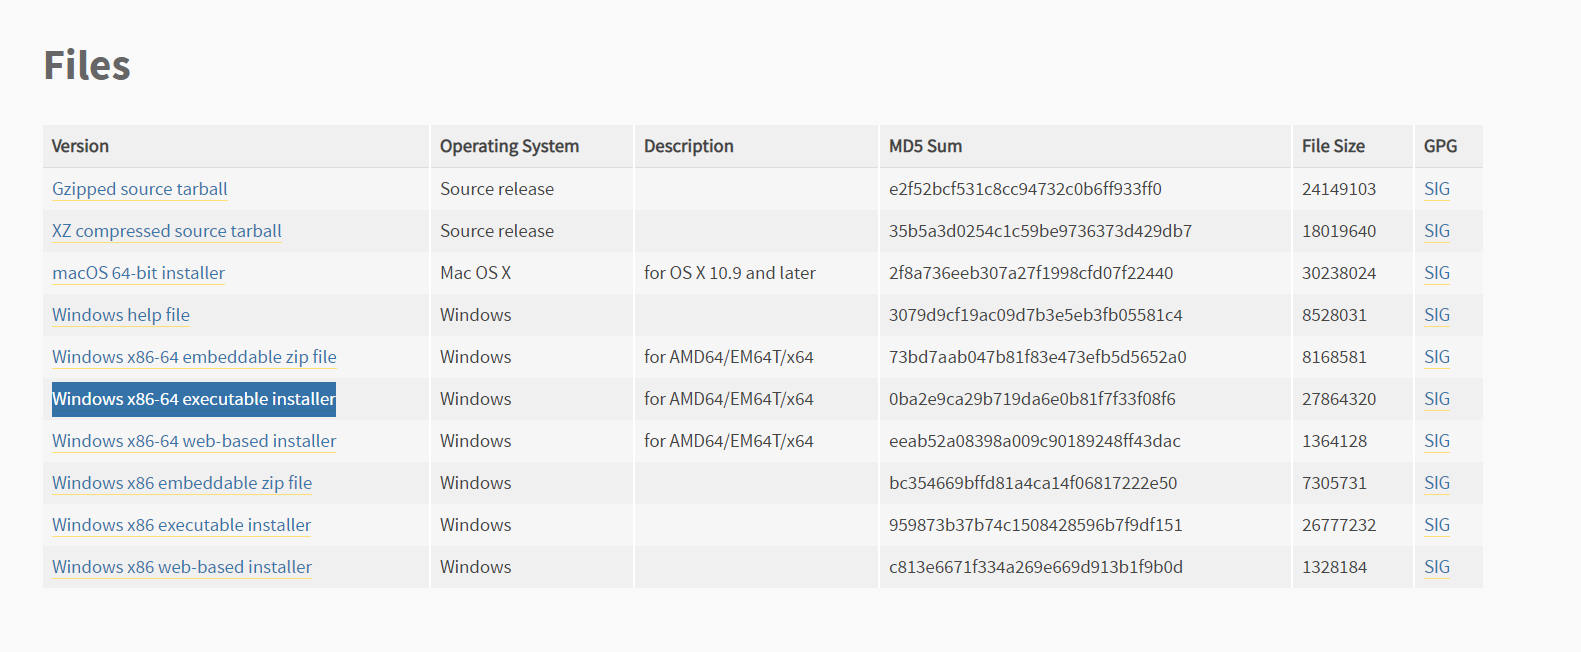 Files
Version Operating System Description MD5 Sum File Size GPG
Gzipped source tarball Source release e2f52bcf531c8cc94732c0b6ff933ff0 24149103 SIG
XZ compressed source tarball Source release 35b5a3d0254c1c59be9736373d429db7 18019640 SIG
macOS 64-bit installer Mac OS X for OS X 10.9 and later 2f8a736eeb307a27f1998cfd07f22440 30238024 SIG
Windows help file Windows 3079d9cf19ac09d7b3e5eb3fb05581c4 8528031 SIG
Windows x86-64 embeddable zip file Windows for AMD64/EM64T/x64 73bd7aab047b81f83e473efb5d5652a0 8168581 SIG
Windows x86-64 executable installer Windows for AMD64/EM64T/x64 0ba2e9ca29b719da6e0b81f7f33f08f6 27864320 SIG
Windows x86-64 web-based installer Windows for AMD64/EM64T/x64 eeab52a08398a009c90189248ff43dac 1364128 SIG
Windows x86 embeddable zip file Windows bc354669bffd81a4ca14f06817222e50 7305731 SIG
Windows x86 executable installer Windows 959873b37b74c1508428596b7f9df151 26777232 SIG
Windows x86 web-based installer Windows c813e6671f334a269e669d913b1f9b0d 1328184 SIG